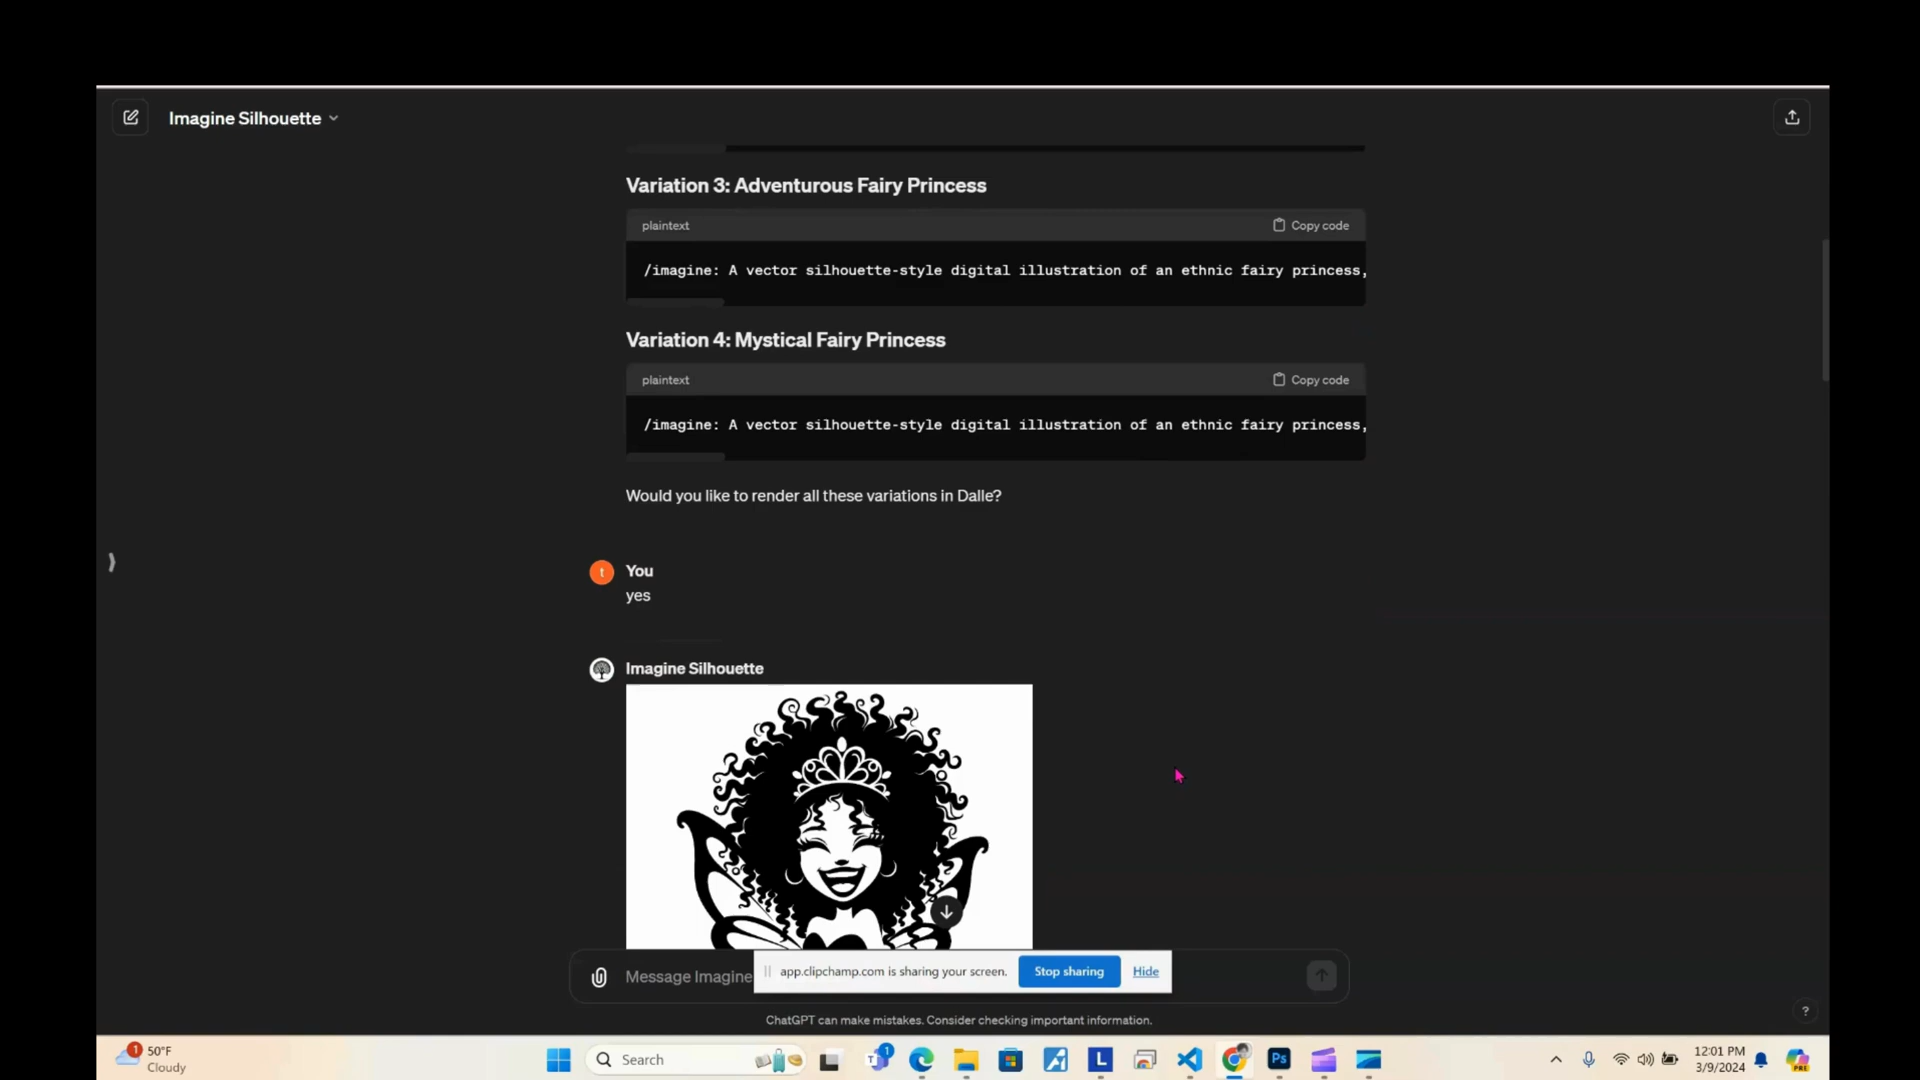 Imagine Silhouette
Variation 3: Adventurous Fairy Princess
plaintext
Copy code
/imagine: A vector silhouette-style digital illustration of an ethnic fairy princess,
Variation 4: Mystical Fairy Princess
plaintext
Copy code
/imagine: A vector silhouette-style digital illustration of an ethnic fairy princess,
Would you like to render all these variations in Dalle?
t
You
yes
Imagine Silhouette
Message Imagine
app.clipchamp.com is sharing your screen.
Stop sharing
Hide
ChatGPT can make mistakes. Consider checking important information.
?
1
50°F
Cloudy
Search
1
L
Ps
12:01 PM
3/9/2024
PRE